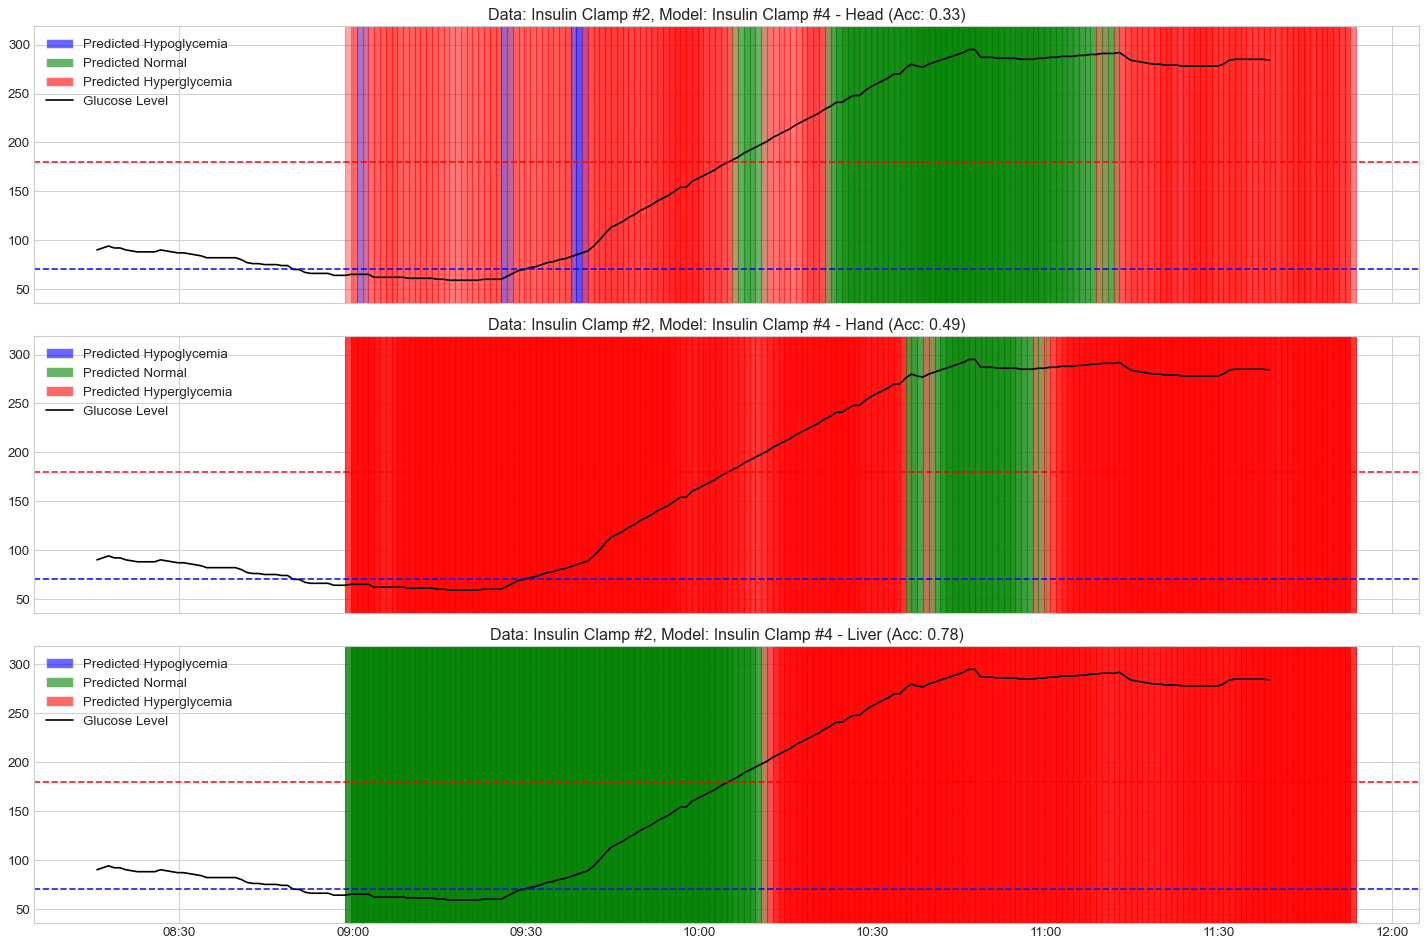 Data: Insulin Clamp #2, Model: Insulin Clamp #4 - Head (Acc: 0.33)
300
250
200
150
100
50
Predicted Hypoglycemia
Predicted Normal
Predicted Hyperglycemia
Glucose Level
Data: Insulin Clamp #2, Model: Insulin Clamp #4 - Hand (Acc: 0.49)
300
250
200
150
100
50
Predicted Hypoglycemia
Predicted Normal
Predicted Hyperglycemia
Glucose Level
Data: Insulin Clamp #2, Model: Insulin Clamp #4 - Liver (Acc: 0.78)
300
250
200
150
100
50
Predicted Hypoglycemia
Predicted Normal
Predicted Hyperglycemia
Glucose Level
08:30 09:00 09:30 10:00 10:30 11:00 11:30 12:00